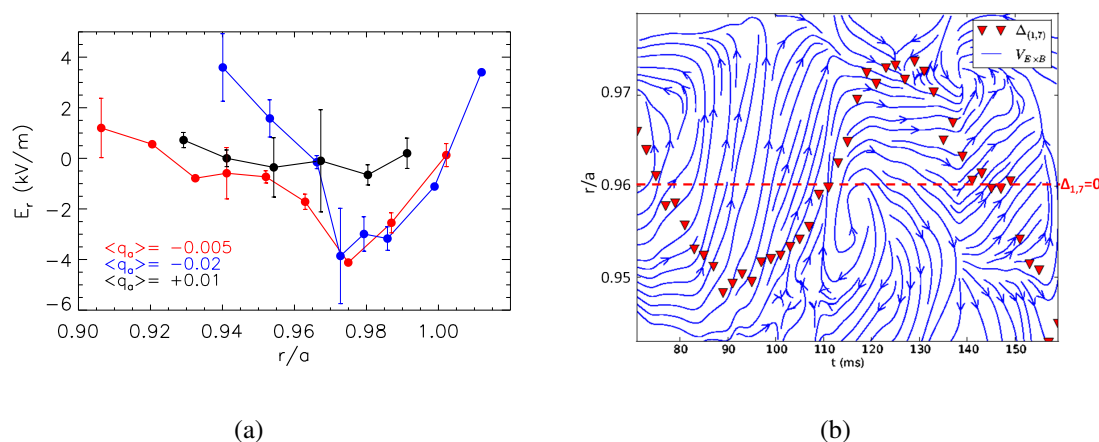 4
2
0
−2
−4
−6
E_r (kV/m)
<q_a>= −0.005
<q_a>= −0.02
<q_a>= +0.01
0.90 0.92 0.94 0.96 0.98 1.00
r/a
(a)
Δ_(1,7)
V_E×B
0.97
0.96
0.95
r/a
Δ_1,7=0
80 90 100 110 120 130 140 150
t (ms)
(b)